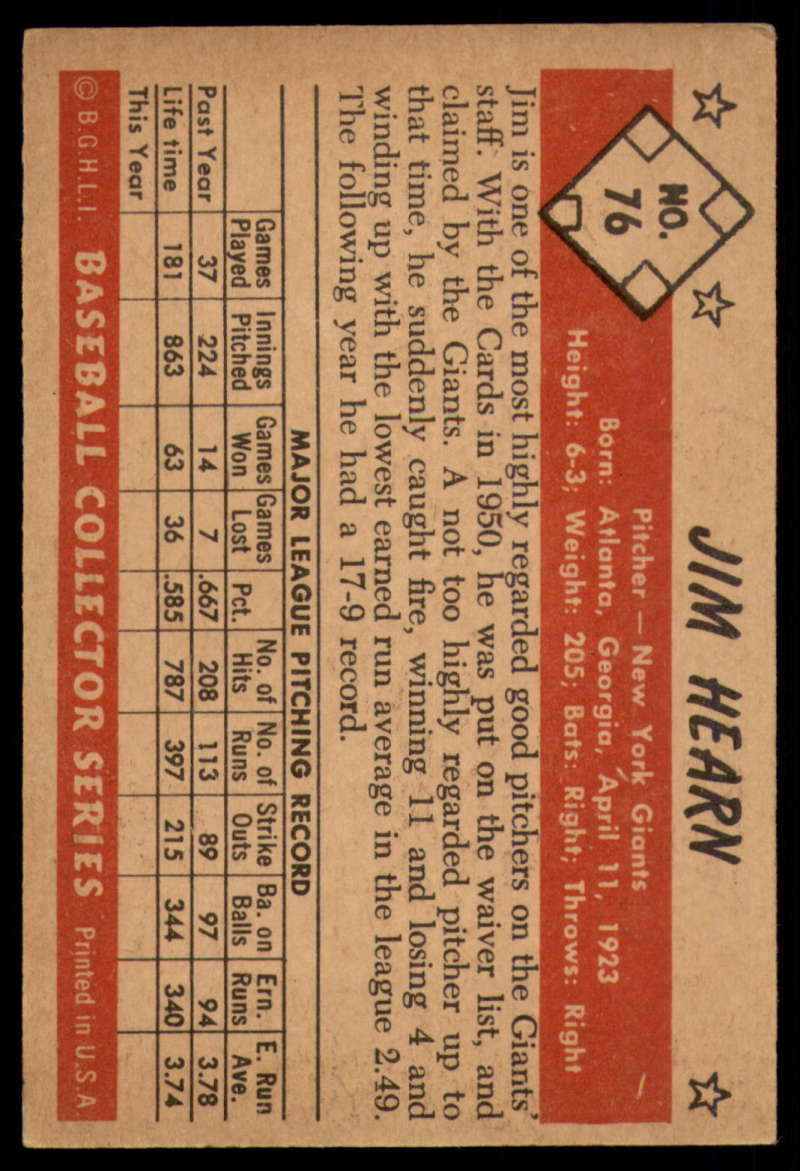 JIM HEARN
NO.
76
Pitcher — New York Giants
Born: Atlanta, Georgia, April 11, 1923
Height: 6-3; Weight: 205; Bats: Right; Throws: Right
Jim is one of the most highly regarded good pitchers on the Giants'
staff. With the Cards in 1950, he was put on the waiver list, and
claimed by the Giants. A not too highly regarded pitcher up to
that time, he suddenly caught fire, winning 11 and losing 4 and
winding up with the lowest earned run average in the league 2.49.
The following year he had a 17-9 record.
MAJOR LEAGUE PITCHING RECORD
Games Innings Games Games No. of No. of Strike Ba. on Ern. E. Run
Played Pitched Won Lost Pct. Hits Runs Outs Balls Runs Ave.
Past Year 37 224 14 7 .667 208 113 89 97 94 3.78
Life time 181 863 63 36 .585 787 397 215 344 340 3.74
This Year
© B.G.H.L.I. BASEBALL COLLECTOR SERIES Printed in U.S.A